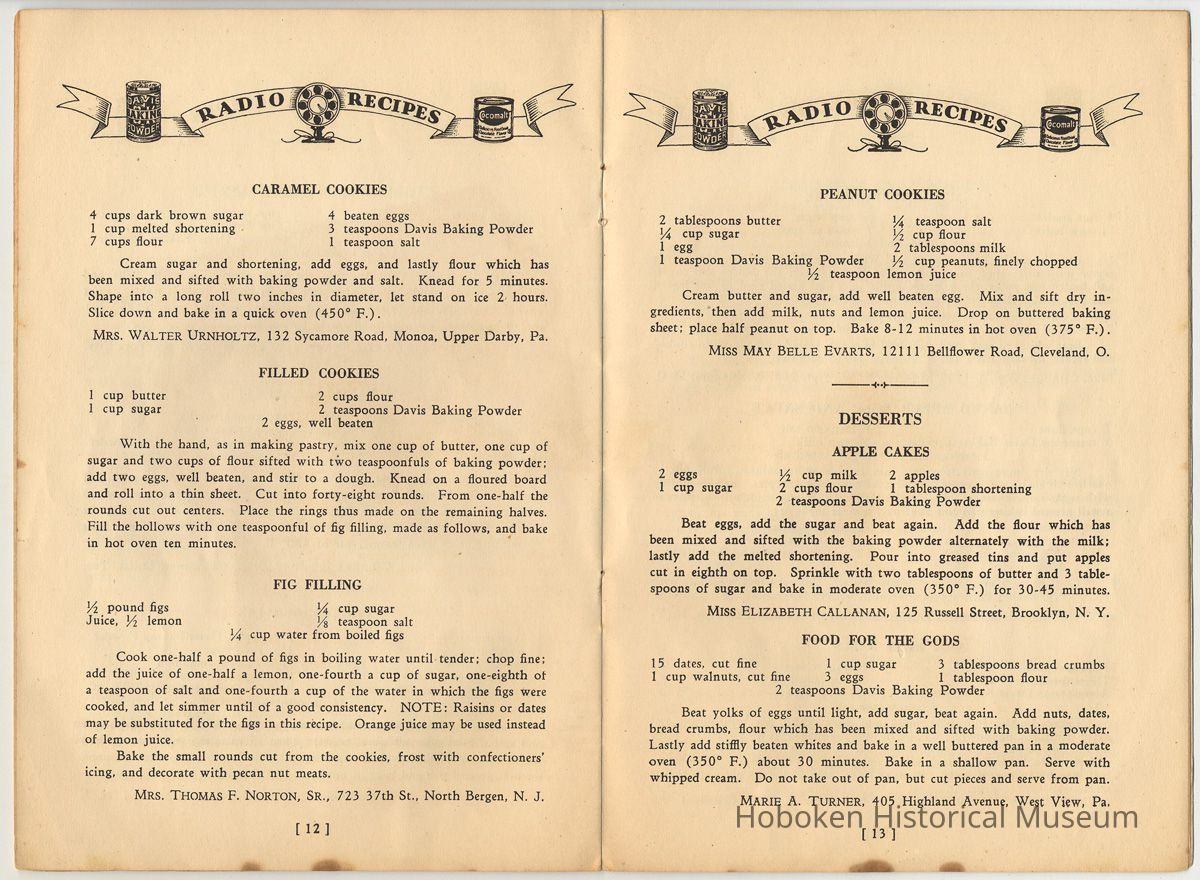 DAVIS
BAKING
POWDER
RADIO RECIPES
Cocomalt
CARAMEL COOKIES
4 cups dark brown sugar 4 beaten eggs
1 cup melted shortening 3 teaspoons Davis Baking Powder
7 cups flour 1 teaspoon salt
Cream sugar and shortening, add eggs, and lastly flour which has
been mixed and sifted with baking powder and salt. Knead for 5 minutes.
Shape into a long roll two inches in diameter, let stand on ice 2 hours.
Slice down and bake in a quick oven (450° F.).
MRS. WALTER URNHOLTZ, 132 Sycamore Road, Monoa, Upper Darby, Pa.
FILLED COOKIES
1 cup butter 2 cups flour
1 cup sugar 2 teaspoons Davis Baking Powder
2 eggs, well beaten
With the hand, as in making pastry, mix one cup of butter, one cup of
sugar and two cups of flour sifted with two teaspoonfuls of baking powder;
add two eggs, well beaten, and stir to a dough. Knead on a floured board
and roll into a thin sheet. Cut into forty-eight rounds. From one-half the
rounds cut out centers. Place the rings thus made on the remaining halves.
Fill the hollows with one teaspoonful of fig filling, made as follows, and bake
in hot oven ten minutes.
FIG FILLING
½ pound figs ¼ cup sugar
Juice, ½ lemon ⅛ teaspoon salt
¼ cup water from boiled figs
Cook one-half a pound of figs in boiling water until tender; chop fine;
add the juice of one-half a lemon, one-fourth a cup of sugar, one-eighth of
a teaspoon of salt and one-fourth a cup of the water in which the figs were
cooked, and let simmer until of a good consistency. NOTE: Raisins or dates
may be substituted for the figs in this recipe. Orange juice may be used instead
of lemon juice.
Bake the small rounds cut from the cookies, frost with confectioners'
icing, and decorate with pecan nut meats.
MRS. THOMAS F. NORTON, SR., 723 37th St., North Bergen, N. J.
[ 12 ]
DAVIS
BAKING
POWDER
RADIO RECIPES
Cocomalt
PEANUT COOKIES
2 tablespoons butter ¼ teaspoon salt
¼ cup sugar ½ cup flour
1 egg 2 tablespoons milk
1 teaspoon Davis Baking Powder ½ cup peanuts, finely chopped
½ teaspoon lemon juice
Cream butter and sugar, add well beaten egg. Mix and sift dry in-
gredients, then add milk, nuts and lemon juice. Drop on buttered baking
sheet; place half peanut on top. Bake 8-12 minutes in hot oven (375° F.).
MISS MAY BELLE EVARTS, 12111 Bellflower Road, Cleveland, O.
DESSERTS
APPLE CAKES
2 eggs ½ cup milk 2 apples
1 cup sugar 2 cups flour 1 tablespoon shortening
2 teaspoons Davis Baking Powder
Beat eggs, add the sugar and beat again. Add the flour which has
been mixed and sifted with the baking powder alternately with the milk;
lastly add the melted shortening. Pour into greased tins and put apples
cut in eighth on top. Sprinkle with two tablespoons of butter and 3 table-
spoons of sugar and bake in moderate oven (350° F.) for 30-45 minutes.
MISS ELIZABETH CALLANAN, 125 Russell Street, Brooklyn, N. Y.
FOOD FOR THE GODS
15 dates, cut fine 1 cup sugar 3 tablespoons bread crumbs
1 cup walnuts, cut fine 3 eggs 1 tablespoon flour
2 teaspoons Davis Baking Powder
Beat yolks of eggs until light, add sugar, beat again. Add nuts, dates,
bread crumbs, flour which has been mixed and sifted with baking powder.
Lastly add stiffly beaten whites and bake in a well buttered pan in a moderate
oven (350° F.) about 30 minutes. Bake in a shallow pan. Serve with
whipped cream. Do not take out of pan, but cut pieces and serve from pan.
MARIE A. TURNER, 405 Highland Avenue, West View, Pa.
Hoboken Historical Museum
[ 13 ]